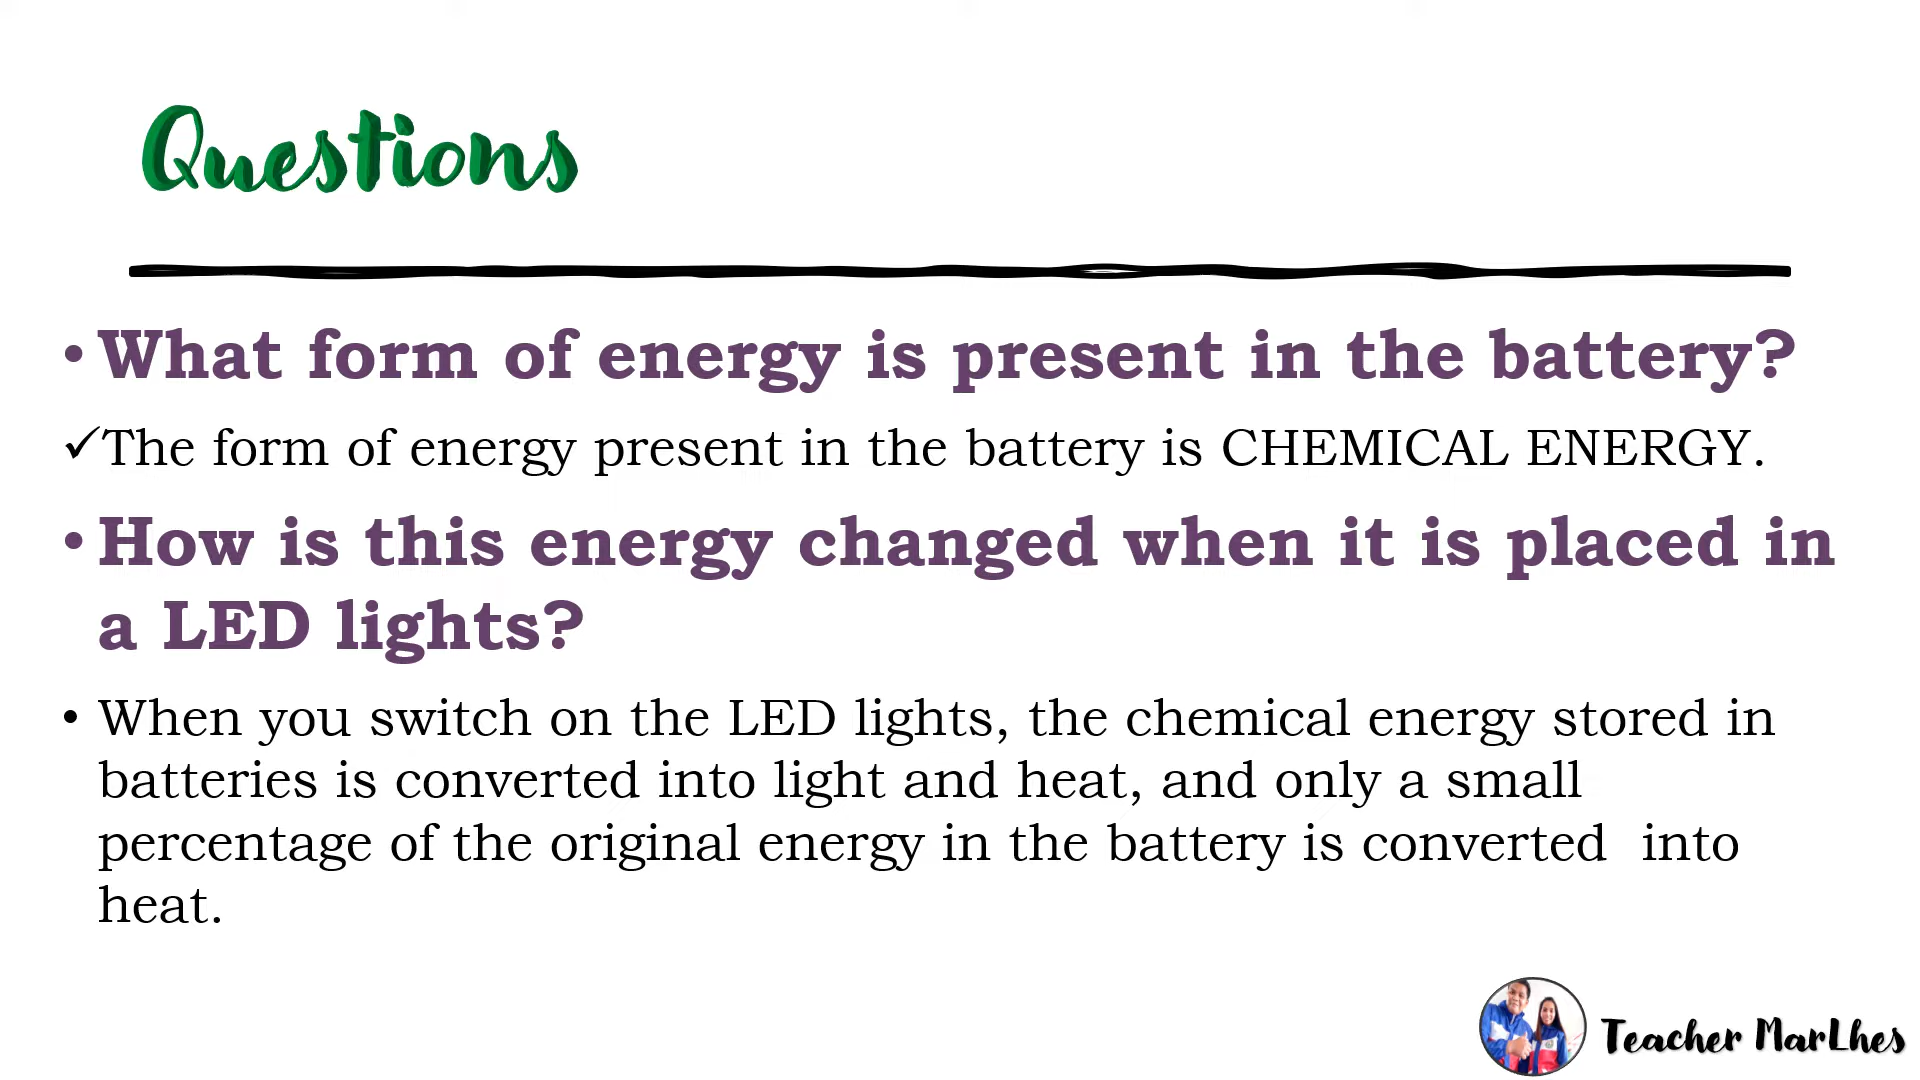 Questions
• What form of energy is present in the battery?
✓The form of energy present in the battery is CHEMICAL ENERGY.
• How is this energy changed when it is placed in
a LED lights?
• When you switch on the LED lights, the chemical energy stored in
batteries is converted into light and heat, and only a small
percentage of the original energy in the battery is converted  into
heat.
Teacher MarLhes